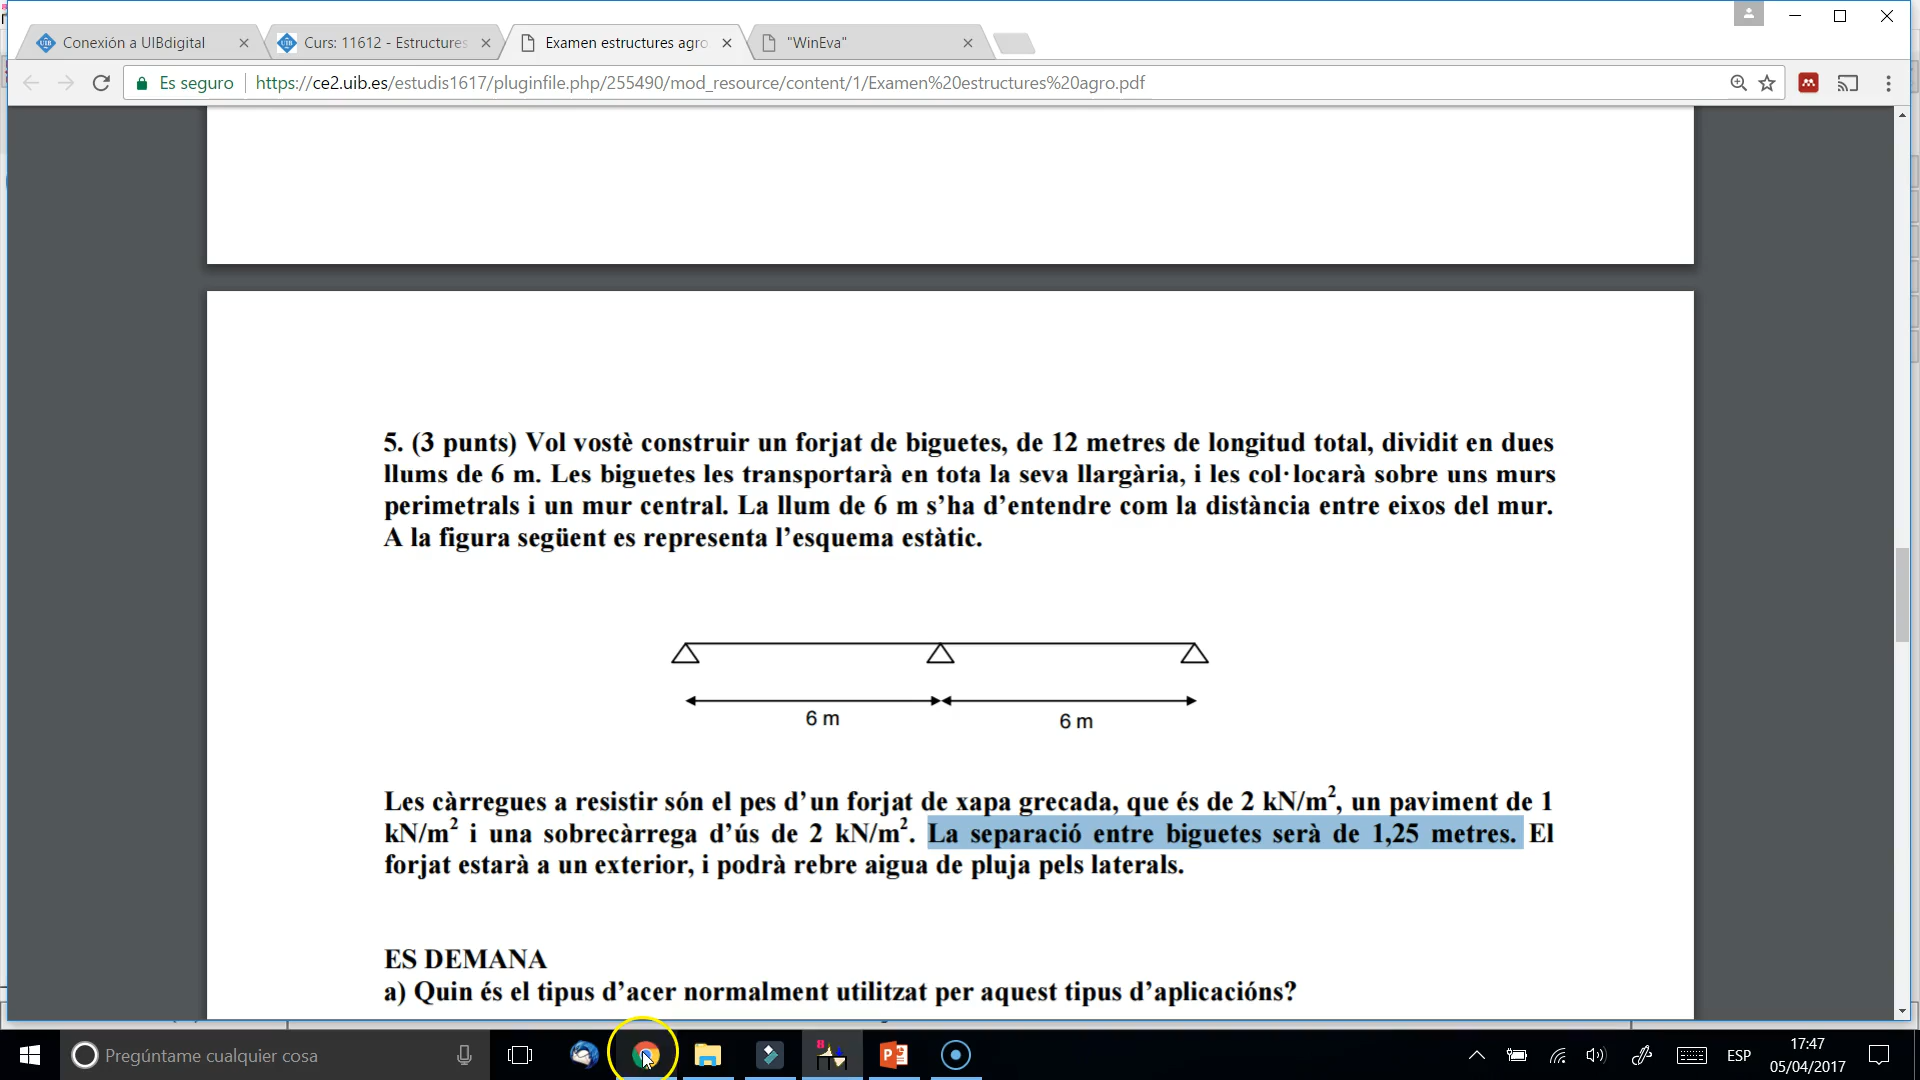 Conexión a UIBdigital
Curs: 11612 - Estructures
Examen estructures agro
"WinEva"
Es seguro
https://ce2.uib.es/estudis1617/pluginfile.php/255490/mod_resource/content/1/Examen%20estructures%20agro.pdf
5. (3 punts) Vol vostè construir un forjat de biguetes, de 12 metres de longitud total, dividit en dues
llums de 6 m. Les biguetes les transportarà en tota la seva llargària, i les col·locarà sobre uns murs
perimetrals i un mur central. La llum de 6 m s’ha d’entendre com la distància entre eixos del mur.
A la figura següent es representa l’esquema estàtic.
6 m
6 m
Les càrregues a resistir són el pes d’un forjat de xapa grecada, que és de 2 kN/m², un paviment de 1
kN/m² i una sobrecàrrega d’ús de 2 kN/m². La separació entre biguetes serà de 1,25 metres. El
forjat estarà a un exterior, i podrà rebre aigua de pluja pels laterals.
ES DEMANA
a) Quin és el tipus d’acer normalment utilitzat per aquest tipus d’aplicacións?
Pregúntame cualquier cosa
ESP
17:47
05/04/2017